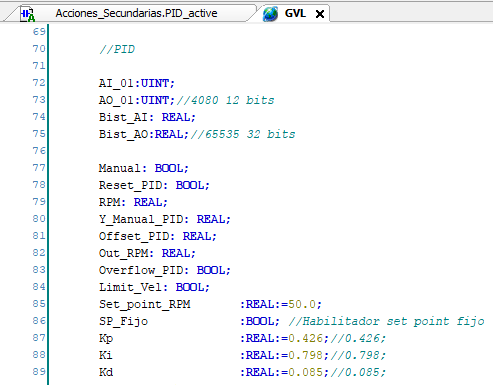 Acciones_Secundarias.PID_active GVL
69
70 //PID
71
72 AI_01:UINT;
73 AO_01:UINT;//4080 12 bits
74 Bist_AI: REAL;
75 Bist_AO:REAL;//65535 32 bits
76
77 Manual: BOOL;
78 Reset_PID: BOOL;
79 RPM: REAL;
80 Y_Manual_PID: REAL;
81 Offset_PID: REAL;
82 Out_RPM: REAL;
83 Overflow_PID: BOOL;
84 Limit_Vel: BOOL;
85 Set_point_RPM :REAL:=50.0;
86 SP_Fijo :BOOL; //Habilitador set point fijo
87 Kp :REAL:=0.426;//0.426;
88 Ki :REAL:=0.798;//0.798;
89 Kd :REAL:=0.085;//0.085;